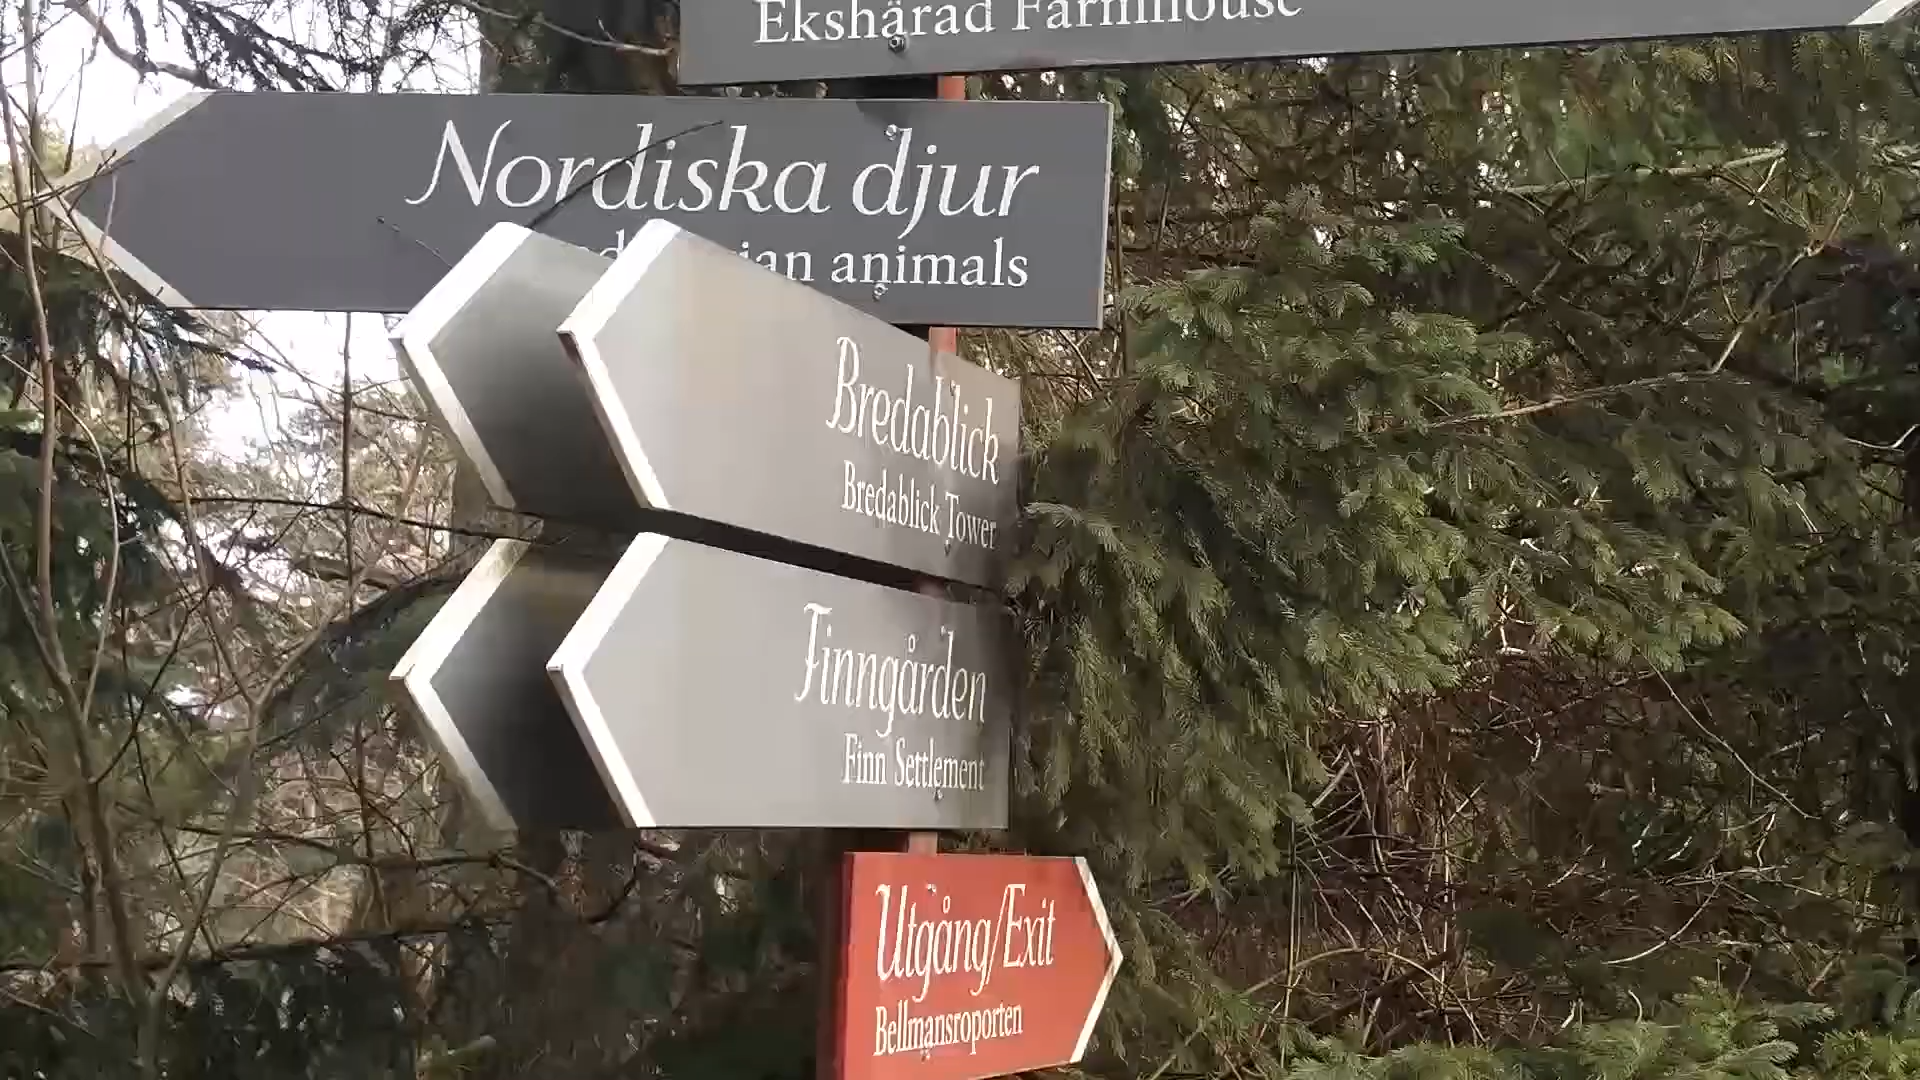 Ekshärad Farmhouse
Nordiska djur
animals
Bredablick
Bredablick Tower
Finngården
Finn Settlement
Utgång/Exit
Bellmansroporten